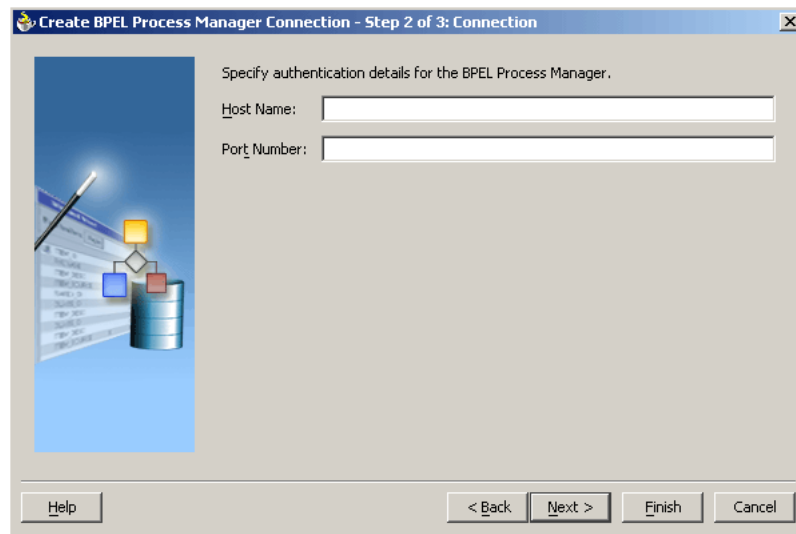 Create BPEL Process Manager Connection - Step 2 of 3: Connection
Specify authentication details for the BPEL Process Manager.
Host Name:
Port Number:
Help
< Back
Next >
Finish
Cancel